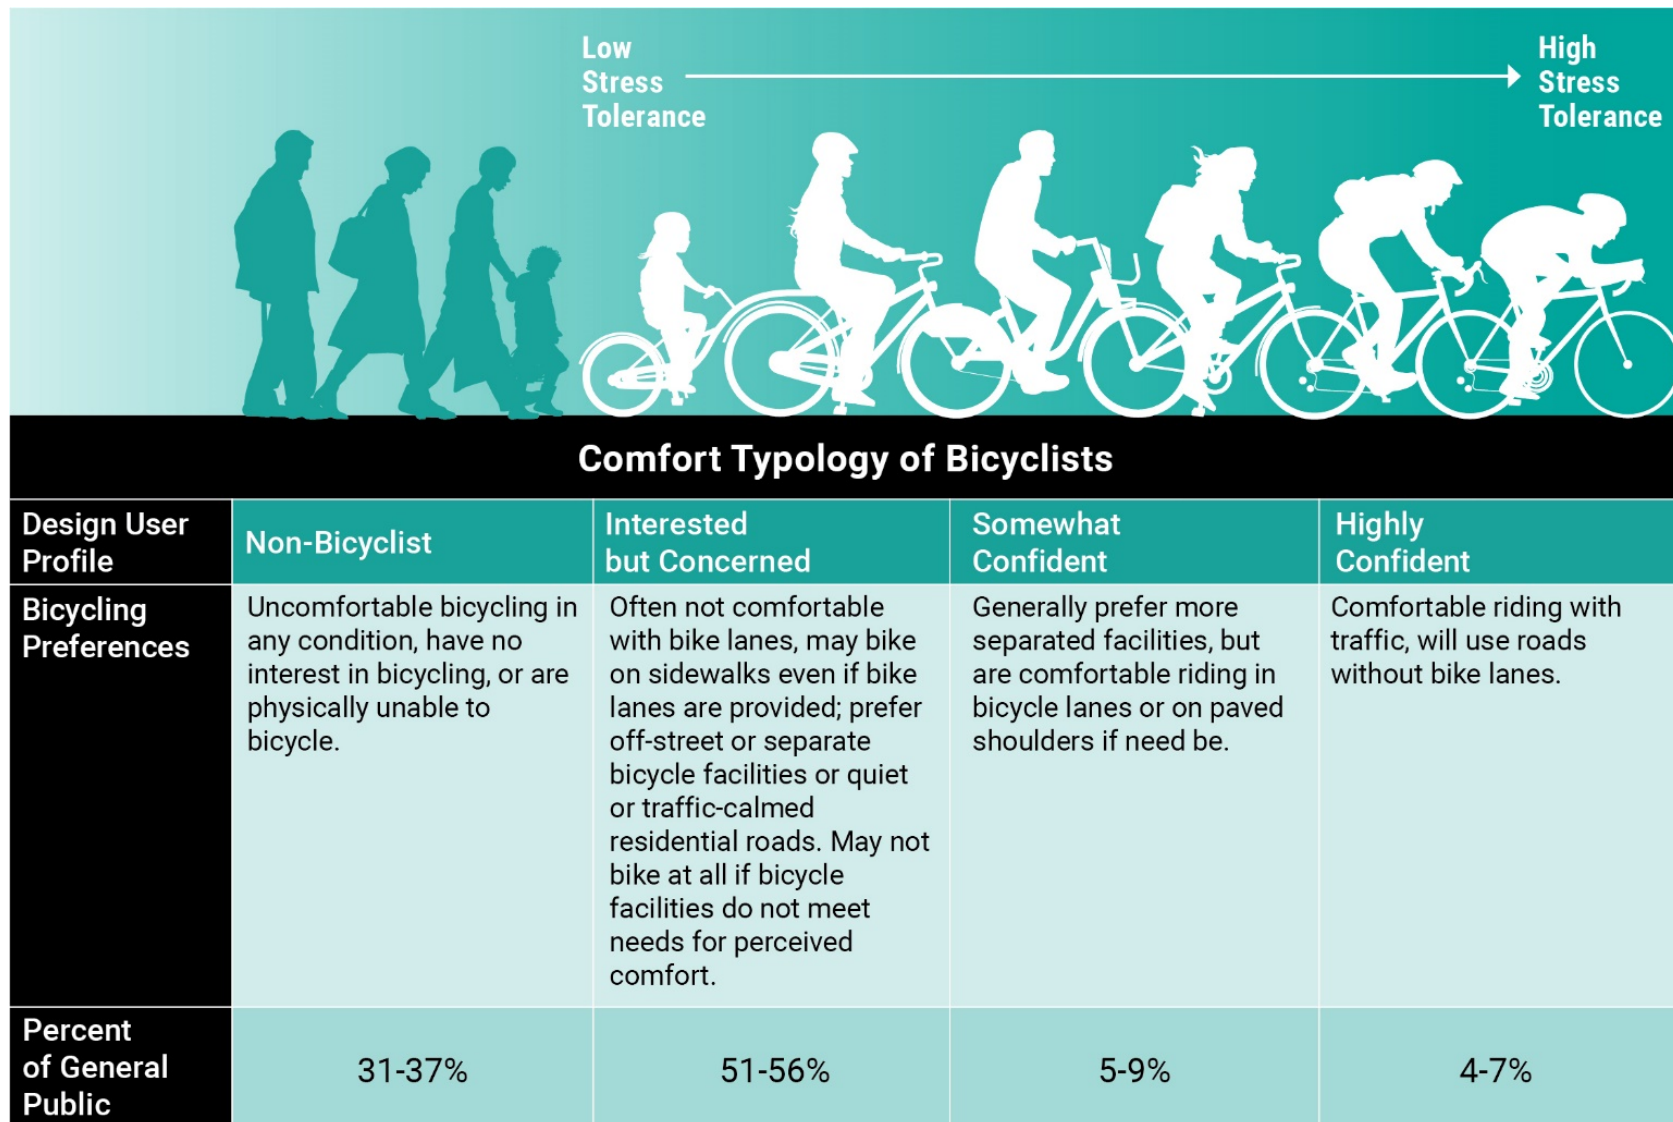 Low
Stress
Tolerance
High
Stress
Tolerance
Comfort Typology of Bicyclists
Design User
Profile
Non-Bicyclist
Interested
but Concerned
Somewhat
Confident
Highly
Confident
Bicycling
Preferences
Uncomfortable bicycling in
any condition, have no
interest in bicycling, or are
physically unable to
bicycle.
Often not comfortable
with bike lanes, may bike
on sidewalks even if bike
lanes are provided; prefer
off-street or separate
bicycle facilities or quiet
or traffic-calmed
residential roads. May not
bike at all if bicycle
facilities do not meet
needs for perceived
comfort.
Generally prefer more
separated facilities, but
are comfortable riding in
bicycle lanes or on paved
shoulders if need be.
Comfortable riding with
traffic, will use roads
without bike lanes.
Percent
of General
Public
31-37%
51-56%
5-9%
4-7%